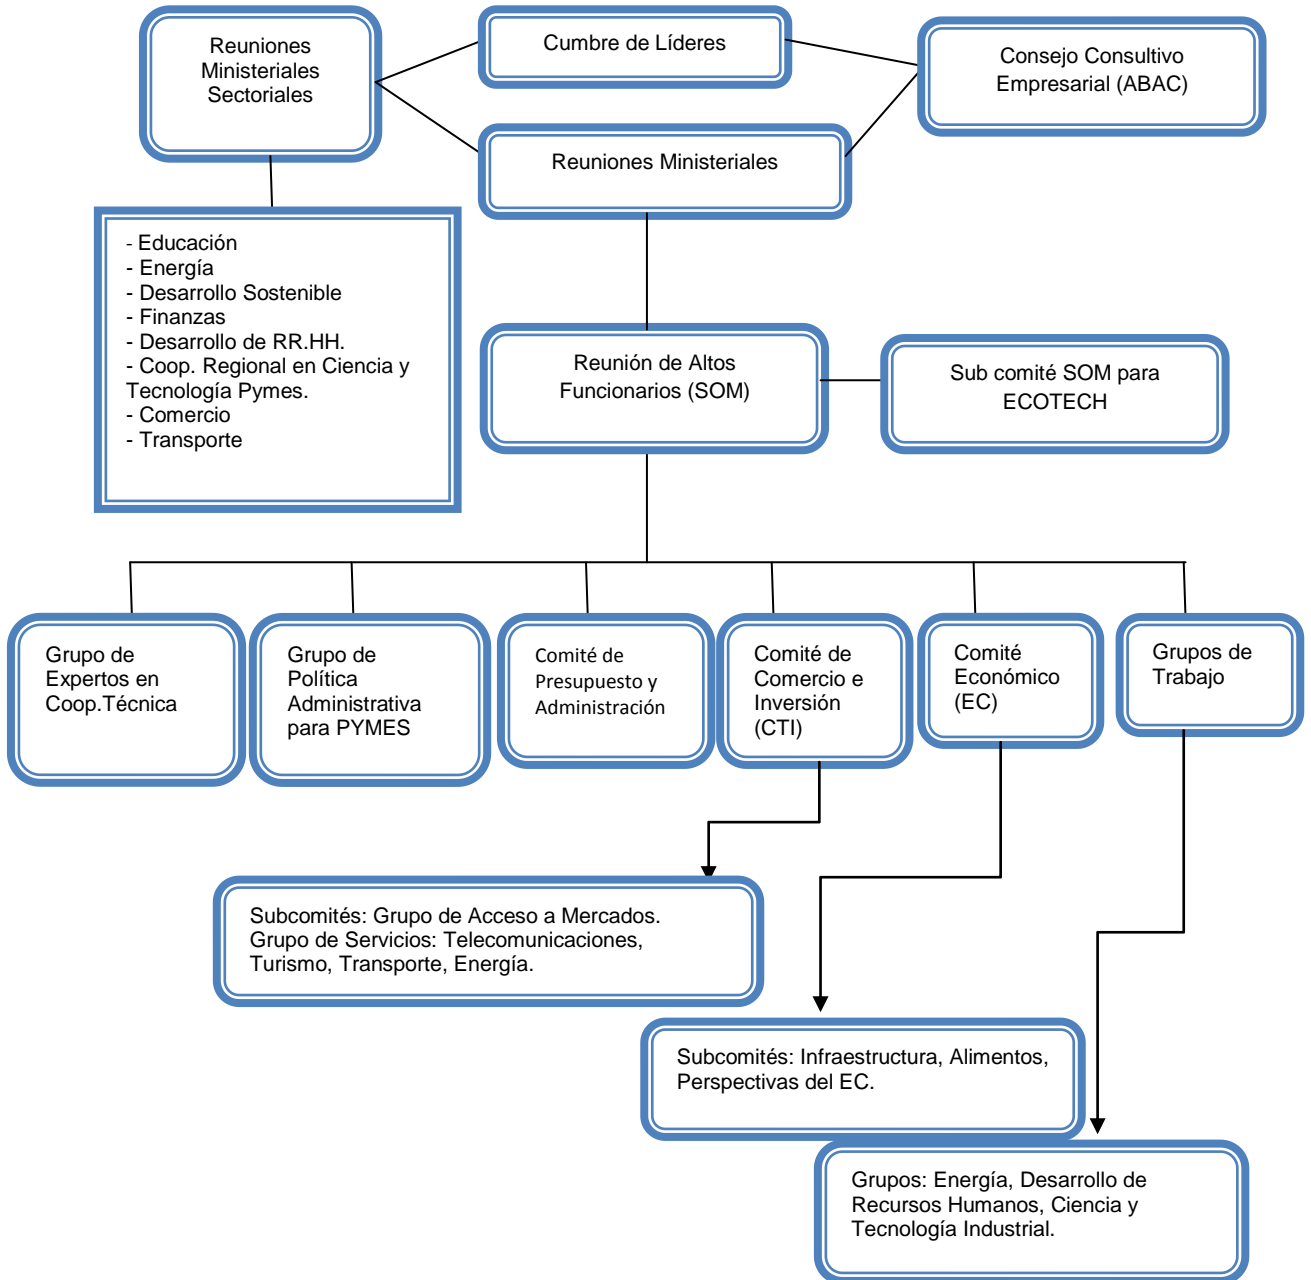 Reuniones
Ministeriales
Sectoriales
Cumbre de Líderes
Consejo Consultivo
Empresarial (ABAC)
Reuniones Ministeriales
- Educación
- Energía
- Desarrollo Sostenible
- Finanzas
- Desarrollo de RR.HH.
- Coop. Regional en Ciencia y
Tecnología Pymes.
- Comercio
- Transporte
Reunión de Altos
Funcionarios (SOM)
Sub comité SOM para
ECOTECH
Grupo de
Expertos en
Coop.Técnica
Grupo de
Política
Administrativa
para PYMES
Comité de
Presupuesto y
Administración
Comité de
Comercio e
Inversión
(CTI)
Comité
Económico
(EC)
Grupos de
Trabajo
Subcomités: Grupo de Acceso a Mercados.
Grupo de Servicios: Telecomunicaciones,
Turismo, Transporte, Energía.
Subcomités: Infraestructura, Alimentos,
Perspectivas del EC.
Grupos: Energía, Desarrollo de
Recursos Humanos, Ciencia y
Tecnología Industrial.